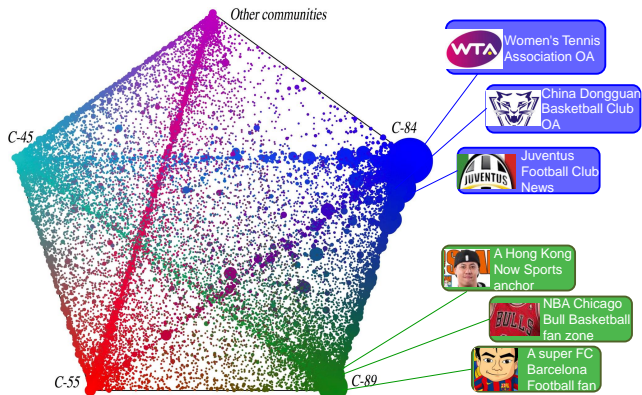 Other communities
C-45
C-84
C-55
C-89
WTA
Women's Tennis
Association OA
China Dongguan
Basketball Club
OA
JUVENTUS
Juventus
Football Club
News
A Hong Kong
Now Sports
anchor
BULLS
NBA Chicago
Bull Basketball
fan zone
A super FC
Barcelona
Football fan